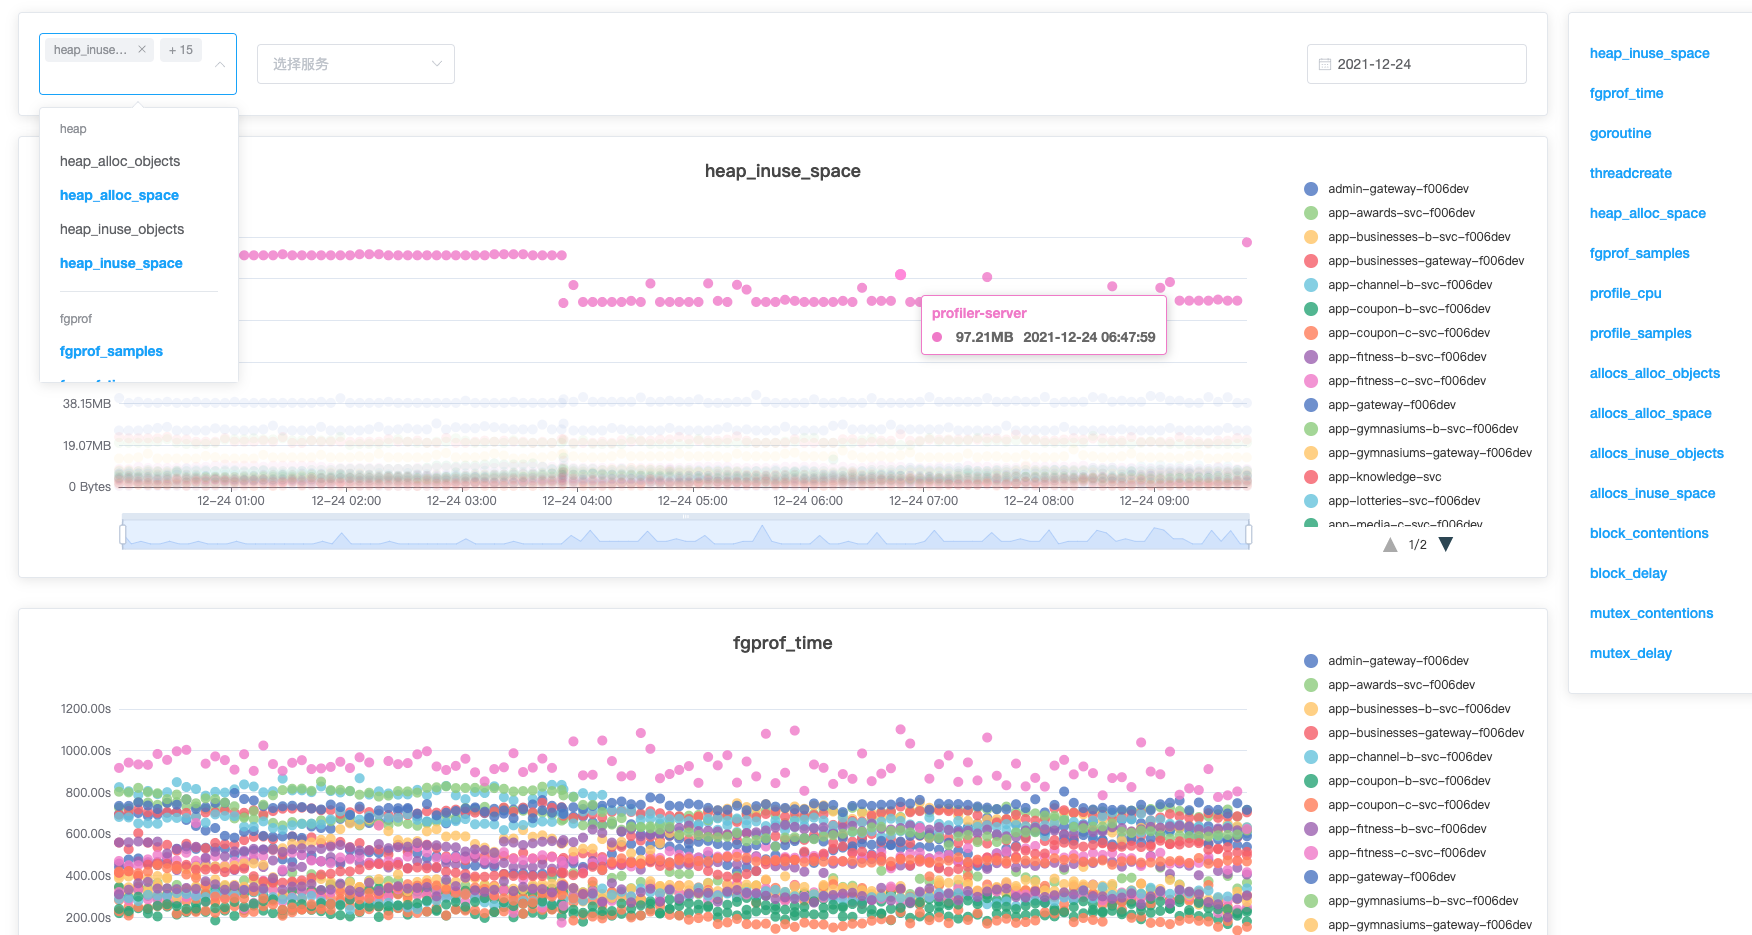 heap_inuse...
+ 15
选择服务
2021-12-24
heap
heap_alloc_objects
heap_alloc_space
heap_inuse_objects
heap_inuse_space
fgprof
fgprof_samples
heap_inuse_space
profiler-server
97.21MB 2021-12-24 06:47:59
38.15MB
19.07MB
0 Bytes
12-24 01:00
12-24 02:00
12-24 03:00
12-24 04:00
12-24 05:00
12-24 06:00
12-24 07:00
12-24 08:00
12-24 09:00
admin-gateway-f006dev
app-awards-svc-f006dev
app-businesses-b-svc-f006dev
app-businesses-gateway-f006dev
app-channel-b-svc-f006dev
app-coupon-b-svc-f006dev
app-coupon-c-svc-f006dev
app-fitness-b-svc-f006dev
app-fitness-c-svc-f006dev
app-gateway-f006dev
app-gymnasiums-b-svc-f006dev
app-gymnasiums-gateway-f006dev
app-knowledge-svc
app-lotteries-svc-f006dev
app-media-c-svc-f006dev
1/2
fgprof_time
1200.00s
1000.00s
800.00s
600.00s
400.00s
200.00s
admin-gateway-f006dev
app-awards-svc-f006dev
app-businesses-b-svc-f006dev
app-businesses-gateway-f006dev
app-channel-b-svc-f006dev
app-coupon-b-svc-f006dev
app-coupon-c-svc-f006dev
app-fitness-b-svc-f006dev
app-fitness-c-svc-f006dev
app-gateway-f006dev
app-gymnasiums-b-svc-f006dev
app-gymnasiums-gateway-f006dev
heap_inuse_space
fgprof_time
goroutine
threadcreate
heap_alloc_space
fgprof_samples
profile_cpu
profile_samples
allocs_alloc_objects
allocs_alloc_space
allocs_inuse_objects
allocs_inuse_space
block_contentions
block_delay
mutex_contentions
mutex_delay